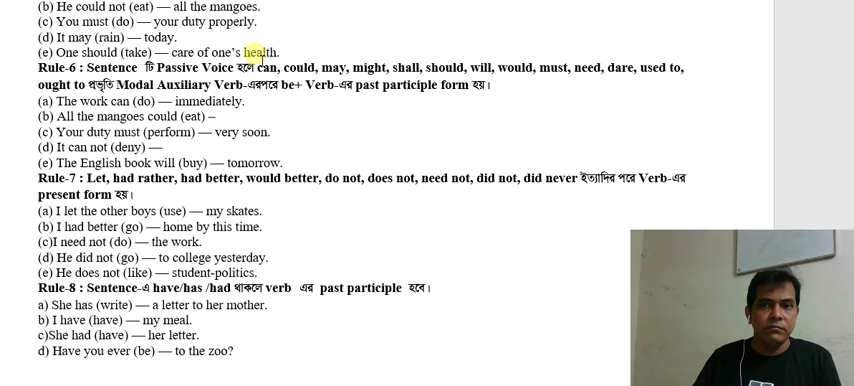 (b) He could not (eat) — all the mangoes.
(c) You must (do) — your duty properly.
(d) It may (rain) — today.
(e) One should (take) — care of one's health.
Rule-6 : Sentence টি Passive Voice হলে can, could, may, might, shall, should, will, would, must, need, dare, used to,
ought to প্রভৃতি Modal Auxiliary Verb-এরপরে be+ Verb-এর past participle form হয়।
(a) The work can (do) — immediately.
(b) All the mangoes could (eat) –
(c) Your duty must (perform) — very soon.
(d) It can not (deny) —
(e) The English book will (buy) — tomorrow.
Rule-7 : Let, had rather, had better, would better, do not, does not, need not, did not, did never ইত্যাদির পরে Verb-এর
present form হয়।
(a) I let the other boys (use) — my skates.
(b) I had better (go) — home by this time.
(c)I need not (do) — the work.
(d) He did not (go) — to college yesterday.
(e) He does not (like) — student-politics.
Rule-8 : Sentence-এ have/has /had থাকলে verb এর past participle হবে।
a) She has (write) — a letter to her mother.
b) I have (have) — my meal.
c)She had (have) — her letter.
d) Have you ever (be) — to the zoo?